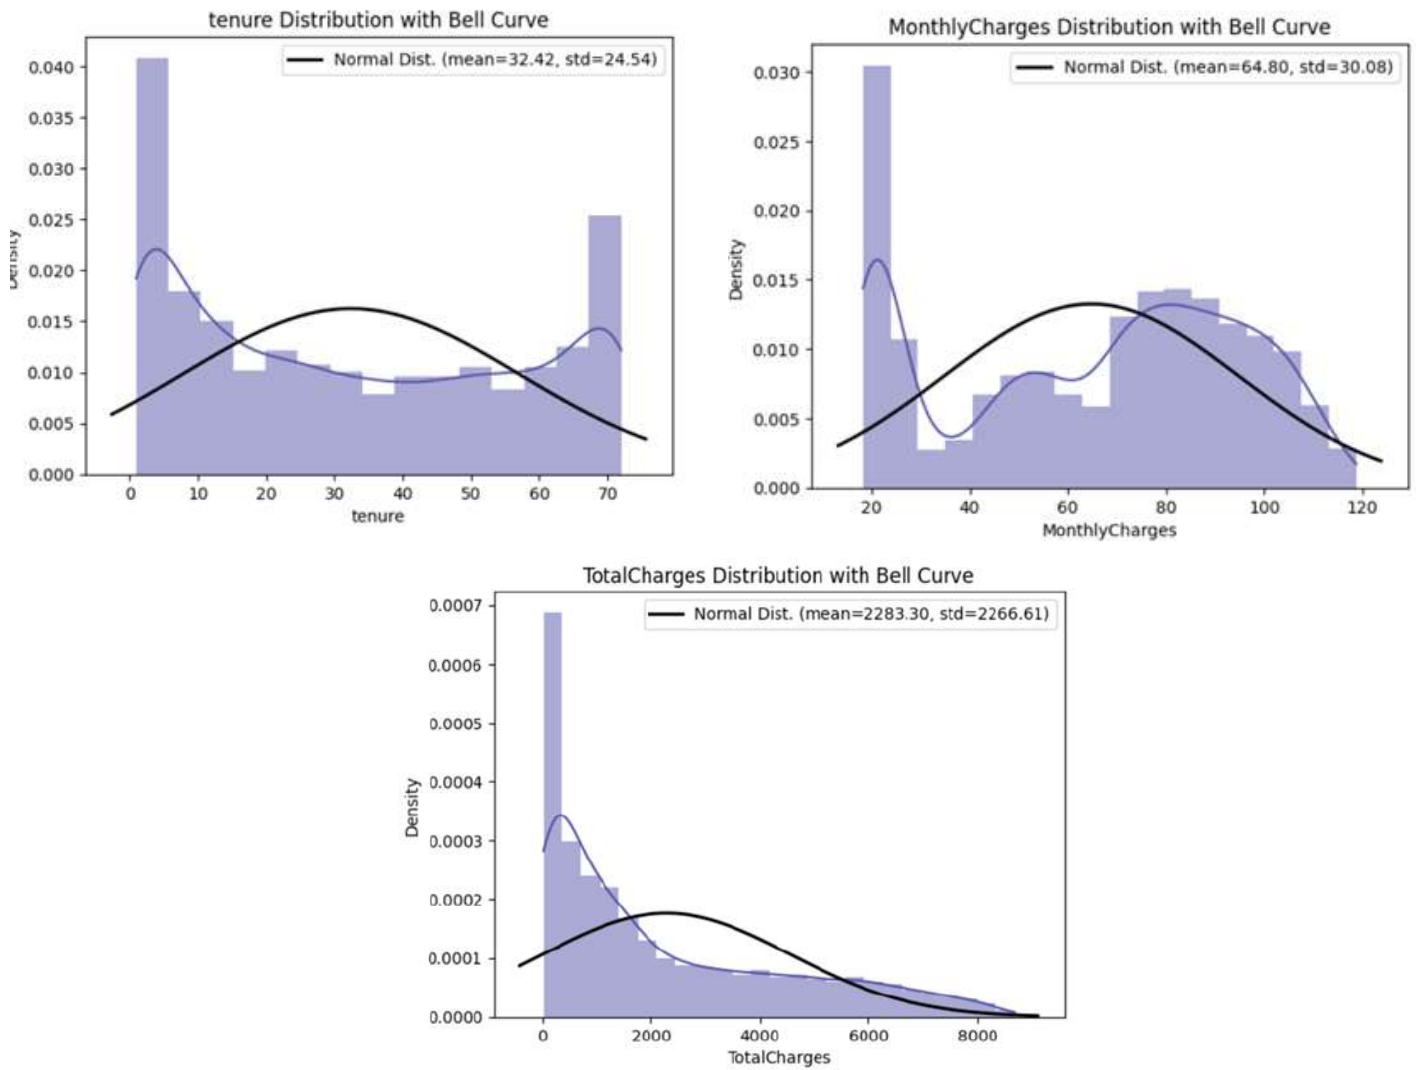 tenure Distribution with Bell Curve
Normal Dist. (mean=32.42, std=24.54)
0.040
0.035
0.030
0.025
0.020
0.015
0.010
0.005
0.000
Density
0 10 20 30 40 50 60 70
tenure
MonthlyCharges Distribution with Bell Curve
Normal Dist. (mean=64.80, std=30.08)
0.030
0.025
0.020
0.015
0.010
0.005
0.000
Density
20 40 60 80 100 120
MonthlyCharges
TotalCharges Distribution with Bell Curve
Normal Dist. (mean=2283.30, std=2266.61)
0.0007
0.0006
0.0005
0.0004
0.0003
0.0002
0.0001
0.0000
Density
0 2000 4000 6000 8000
TotalCharges